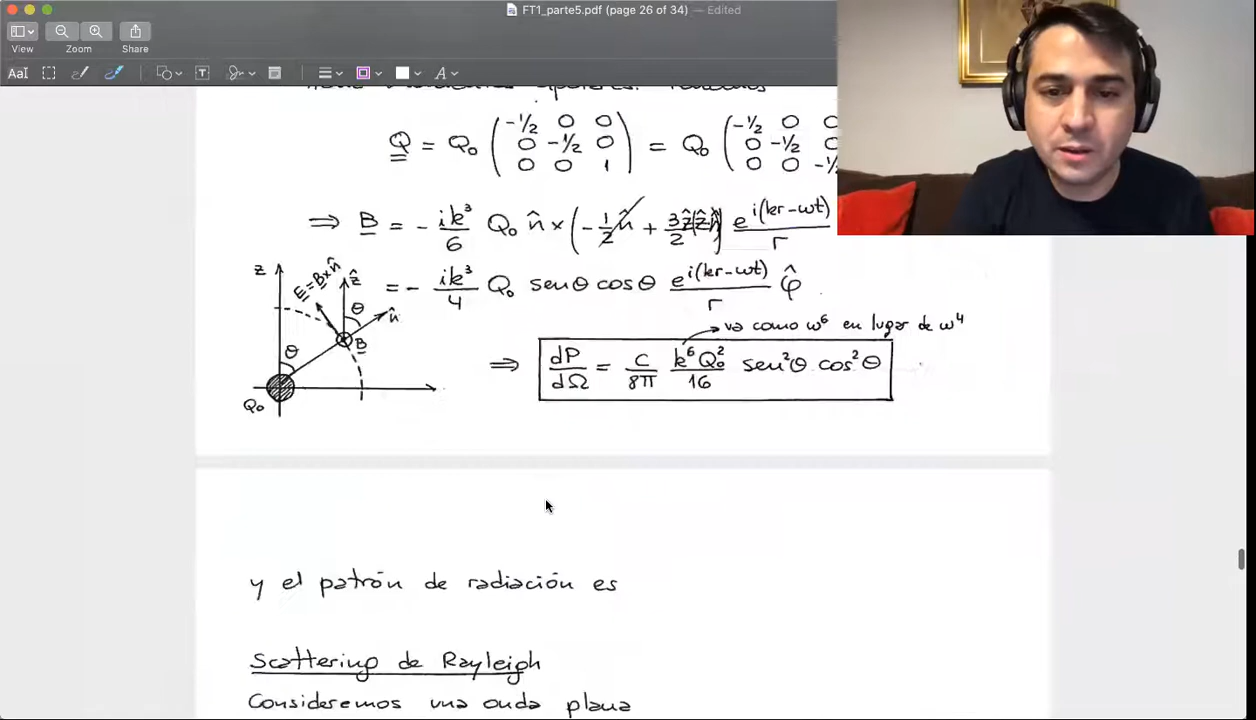 FT1_parte5.pdf (page 26 of 34) — Edited
View Zoom Share
AaI T A
Q = Q₀ ( -1/2 0 0 ; 0 -1/2 0 ; 0 0 1 ) = Q₀ ( -1/2 0 0 ; 0 -1/2 0 ; 0 0 -1/
⇒ B = - ik³/6 Q₀ n̂ × ( -1/2 n̂ + 3/2 ẑ(ẑ·n̂) ) e^{i(kr-ωt)}/r
= - ik³/4 Q₀ senθ cosθ e^{i(kr-ωt)}/r φ̂
z E=B×n̂ ẑ θ n̂ θ B Q₀
va como ω⁶ en lugar de ω⁴
⇒ dP/dΩ = c/8π k⁶Q₀²/16 sen²θ cos²θ
y el patrón de radiación es
Scattering de Rayleigh
Consideremos una onda plana